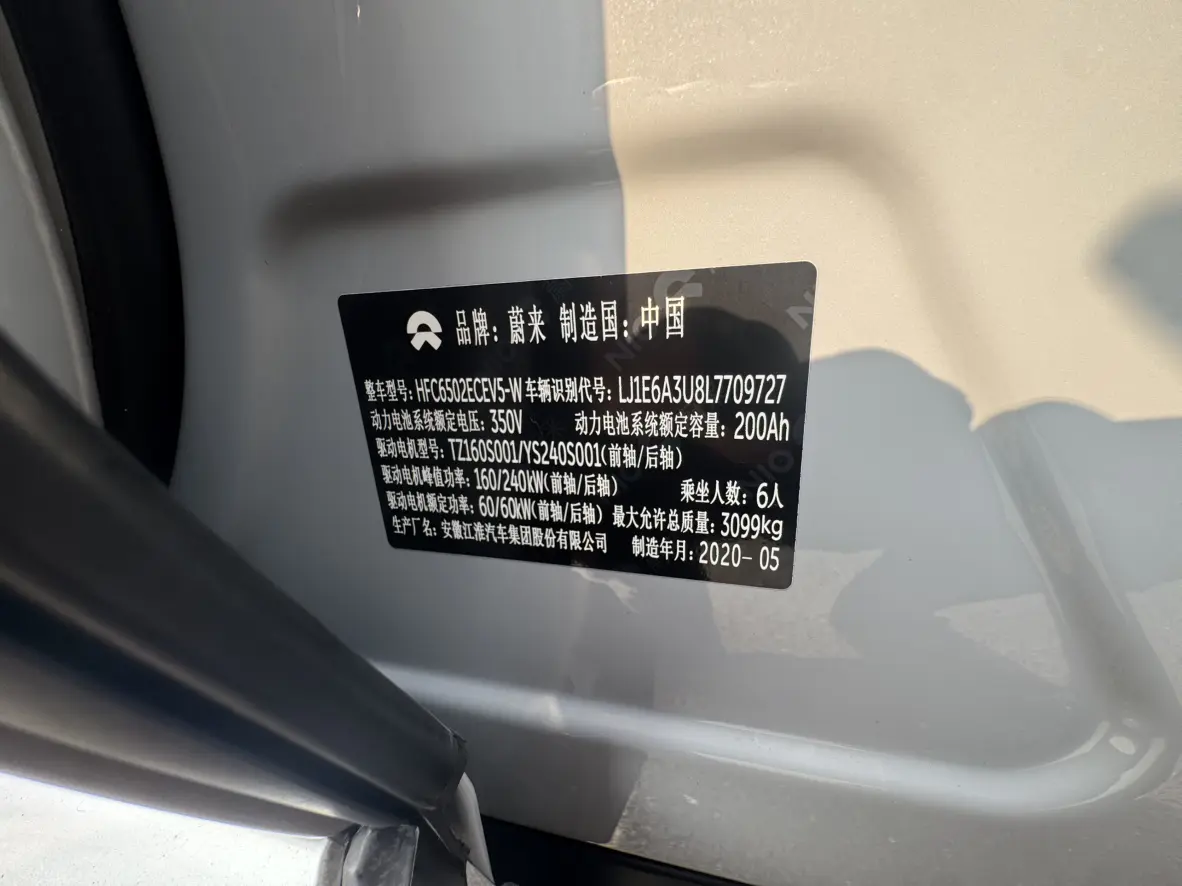 品牌：蔚来 制造国：中国
整车型号：HFC6502ECEV5-W 车辆识别代号：LJ1E6A3U8L7709727
动力电池系统额定电压：350V 动力电池系统额定容量：200Ah
驱动电机型号：TZ160S001/YS240S001(前轴/后轴)
驱动电机峰值功率：160/240kW(前轴/后轴) 乘坐人数：6人
驱动电机额定功率：60/60kW(前轴/后轴) 最大允许总质量：3099kg
生产厂名：安徽江淮汽车集团股份有限公司 制造年月：2020-05